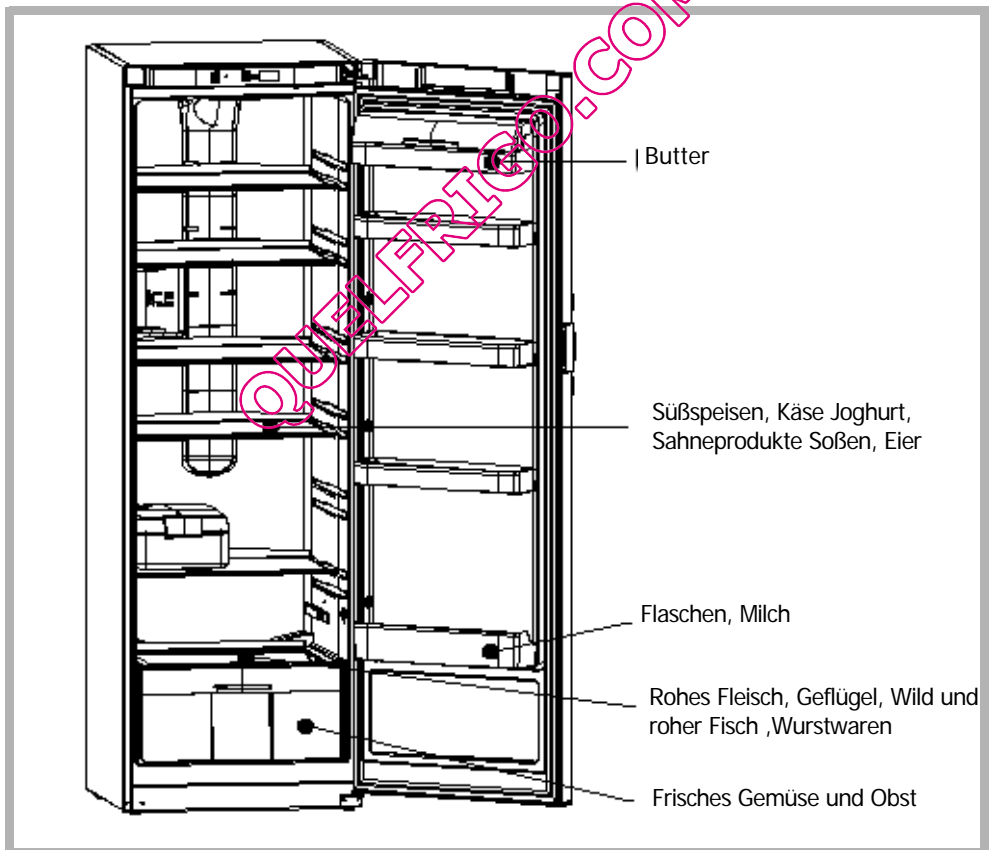 QUELFRIGO.COM
Butter
Süßspeisen, Käse Joghurt,
Sahneprodukte Soßen, Eier
Flaschen, Milch
Rohes Fleisch, Geflügel, Wild und
roher Fisch ,Wurstwaren
Frisches Gemüse und Obst